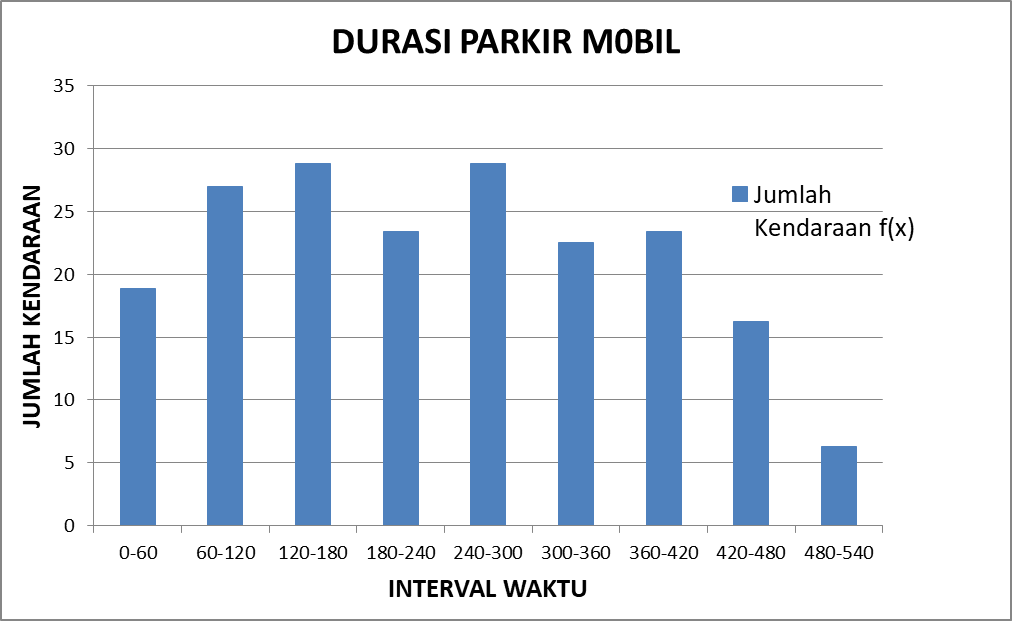 DURASI PARKIR M0BIL
JUMLAH KENDARAAN
35
30
25
20
15
10
5
0
Jumlah
Kendaraan f(x)
0-60 60-120 120-180 180-240 240-300 300-360 360-420 420-480 480-540
INTERVAL WAKTU